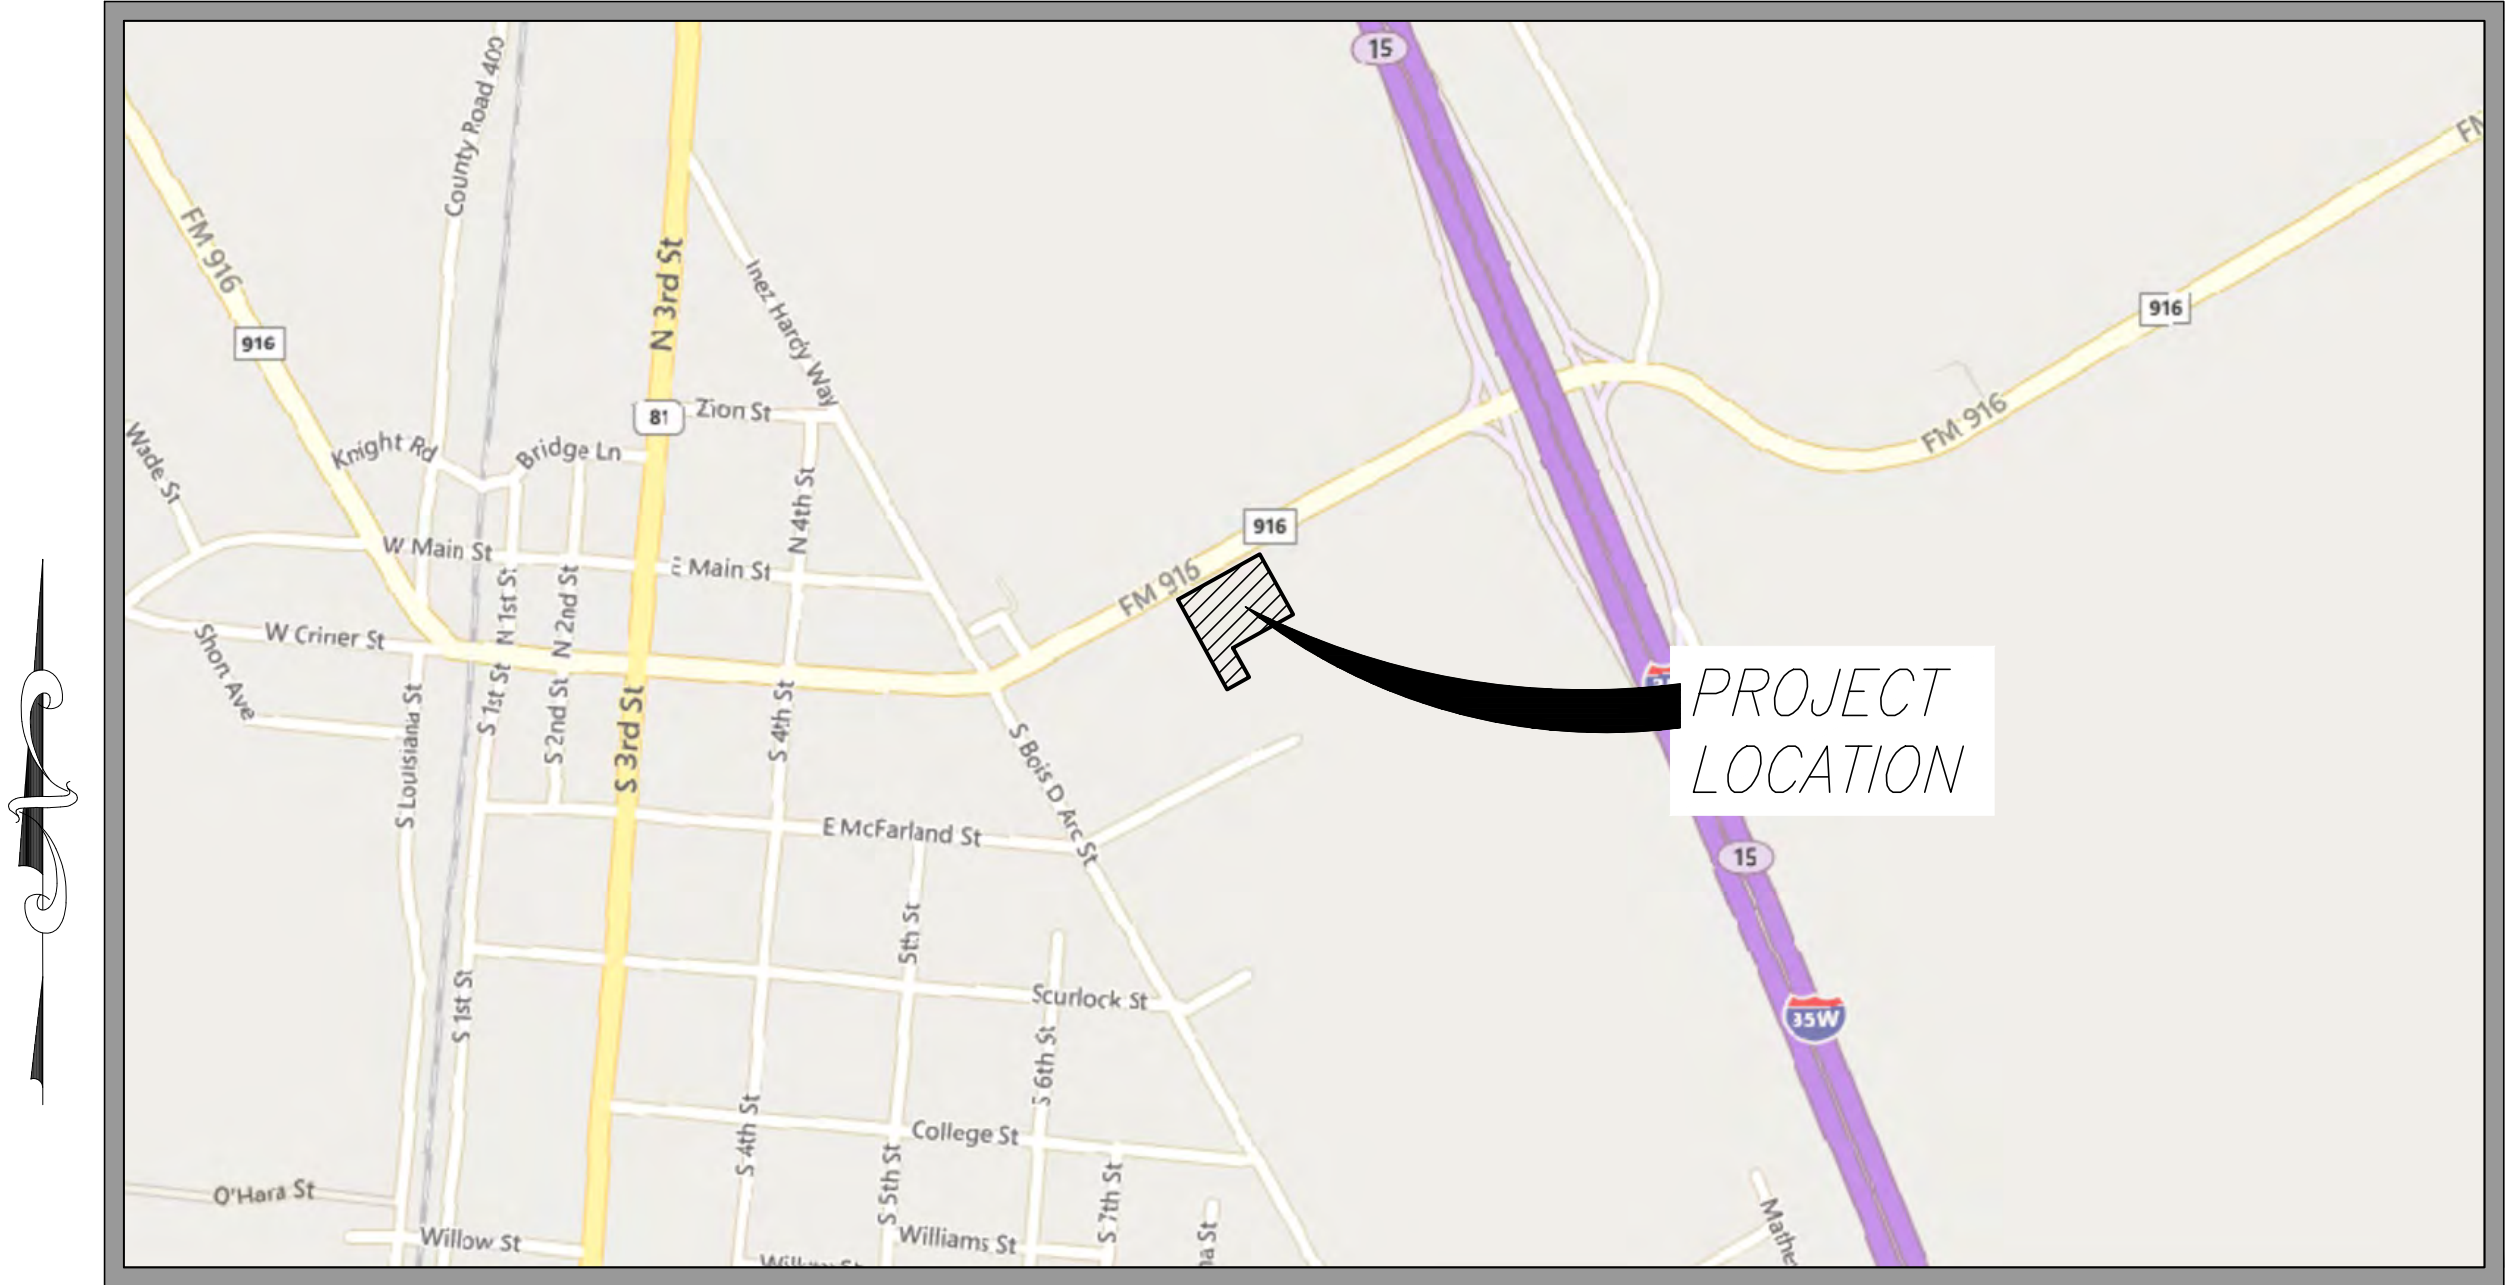 15
County Road 400
FM 916
916
N 3rd St
Inez Hardy Way
916
81
Zion St
Wade St
Knight Rd
Bridge Ln
FM 916
N 4th St
916
W Main St
E Main St
FM 916
N 1st St
N 2nd St
W Criner St
Shon Ave
S Louisiana St
S 1st St
S 2nd St
S 3rd St
S 4th St
S Bois D Arc St
PROJECT
LOCATION
E McFarland St
15
5th St
S 1st St
Scurlock St
35W
S 6th St
S 4th St
College St
S 5th St
S 7th St
O'Hara St
Willow St
Williams St